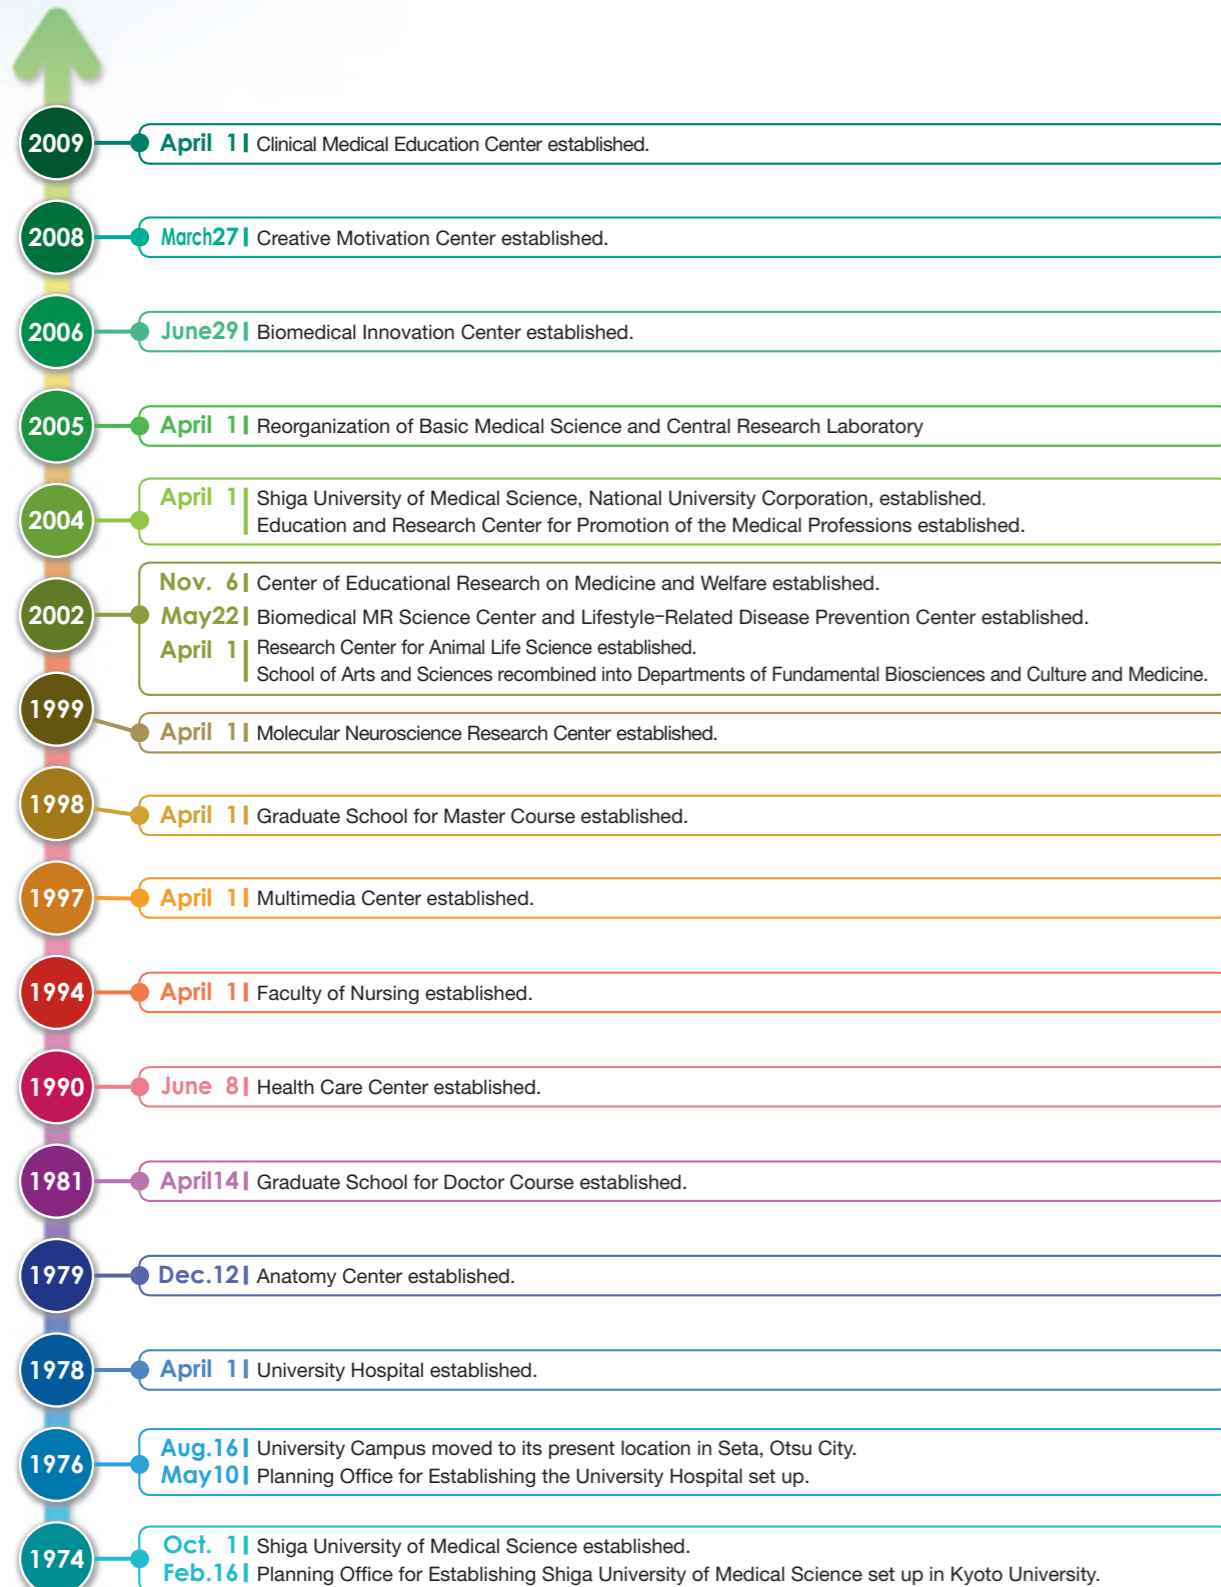 2009
April 1 Clinical Medical Education Center established.
2008
March27 Creative Motivation Center established.
2006
June29 Biomedical Innovation Center established.
2005
April 1 Reorganization of Basic Medical Science and Central Research Laboratory
2004
April 1 Shiga University of Medical Science, National University Corporation, established.
Education and Research Center for Promotion of the Medical Professions established.
2002
Nov. 6 Center of Educational Research on Medicine and Welfare established.
May22 Biomedical MR Science Center and Lifestyle-Related Disease Prevention Center established.
April 1 Research Center for Animal Life Science established.
School of Arts and Sciences recombined into Departments of Fundamental Biosciences and Culture and Medicine.
1999
April 1 Molecular Neuroscience Research Center established.
1998
April 1 Graduate School for Master Course established.
1997
April 1 Multimedia Center established.
1994
April 1 Faculty of Nursing established.
1990
June 8 Health Care Center established.
1981
April14 Graduate School for Doctor Course established.
1979
Dec.12 Anatomy Center established.
1978
April 1 University Hospital established.
1976
Aug.16 University Campus moved to its present location in Seta, Otsu City.
May10 Planning Office for Establishing the University Hospital set up.
1974
Oct. 1 Shiga University of Medical Science established.
Feb.16 Planning Office for Establishing Shiga University of Medical Science set up in Kyoto University.